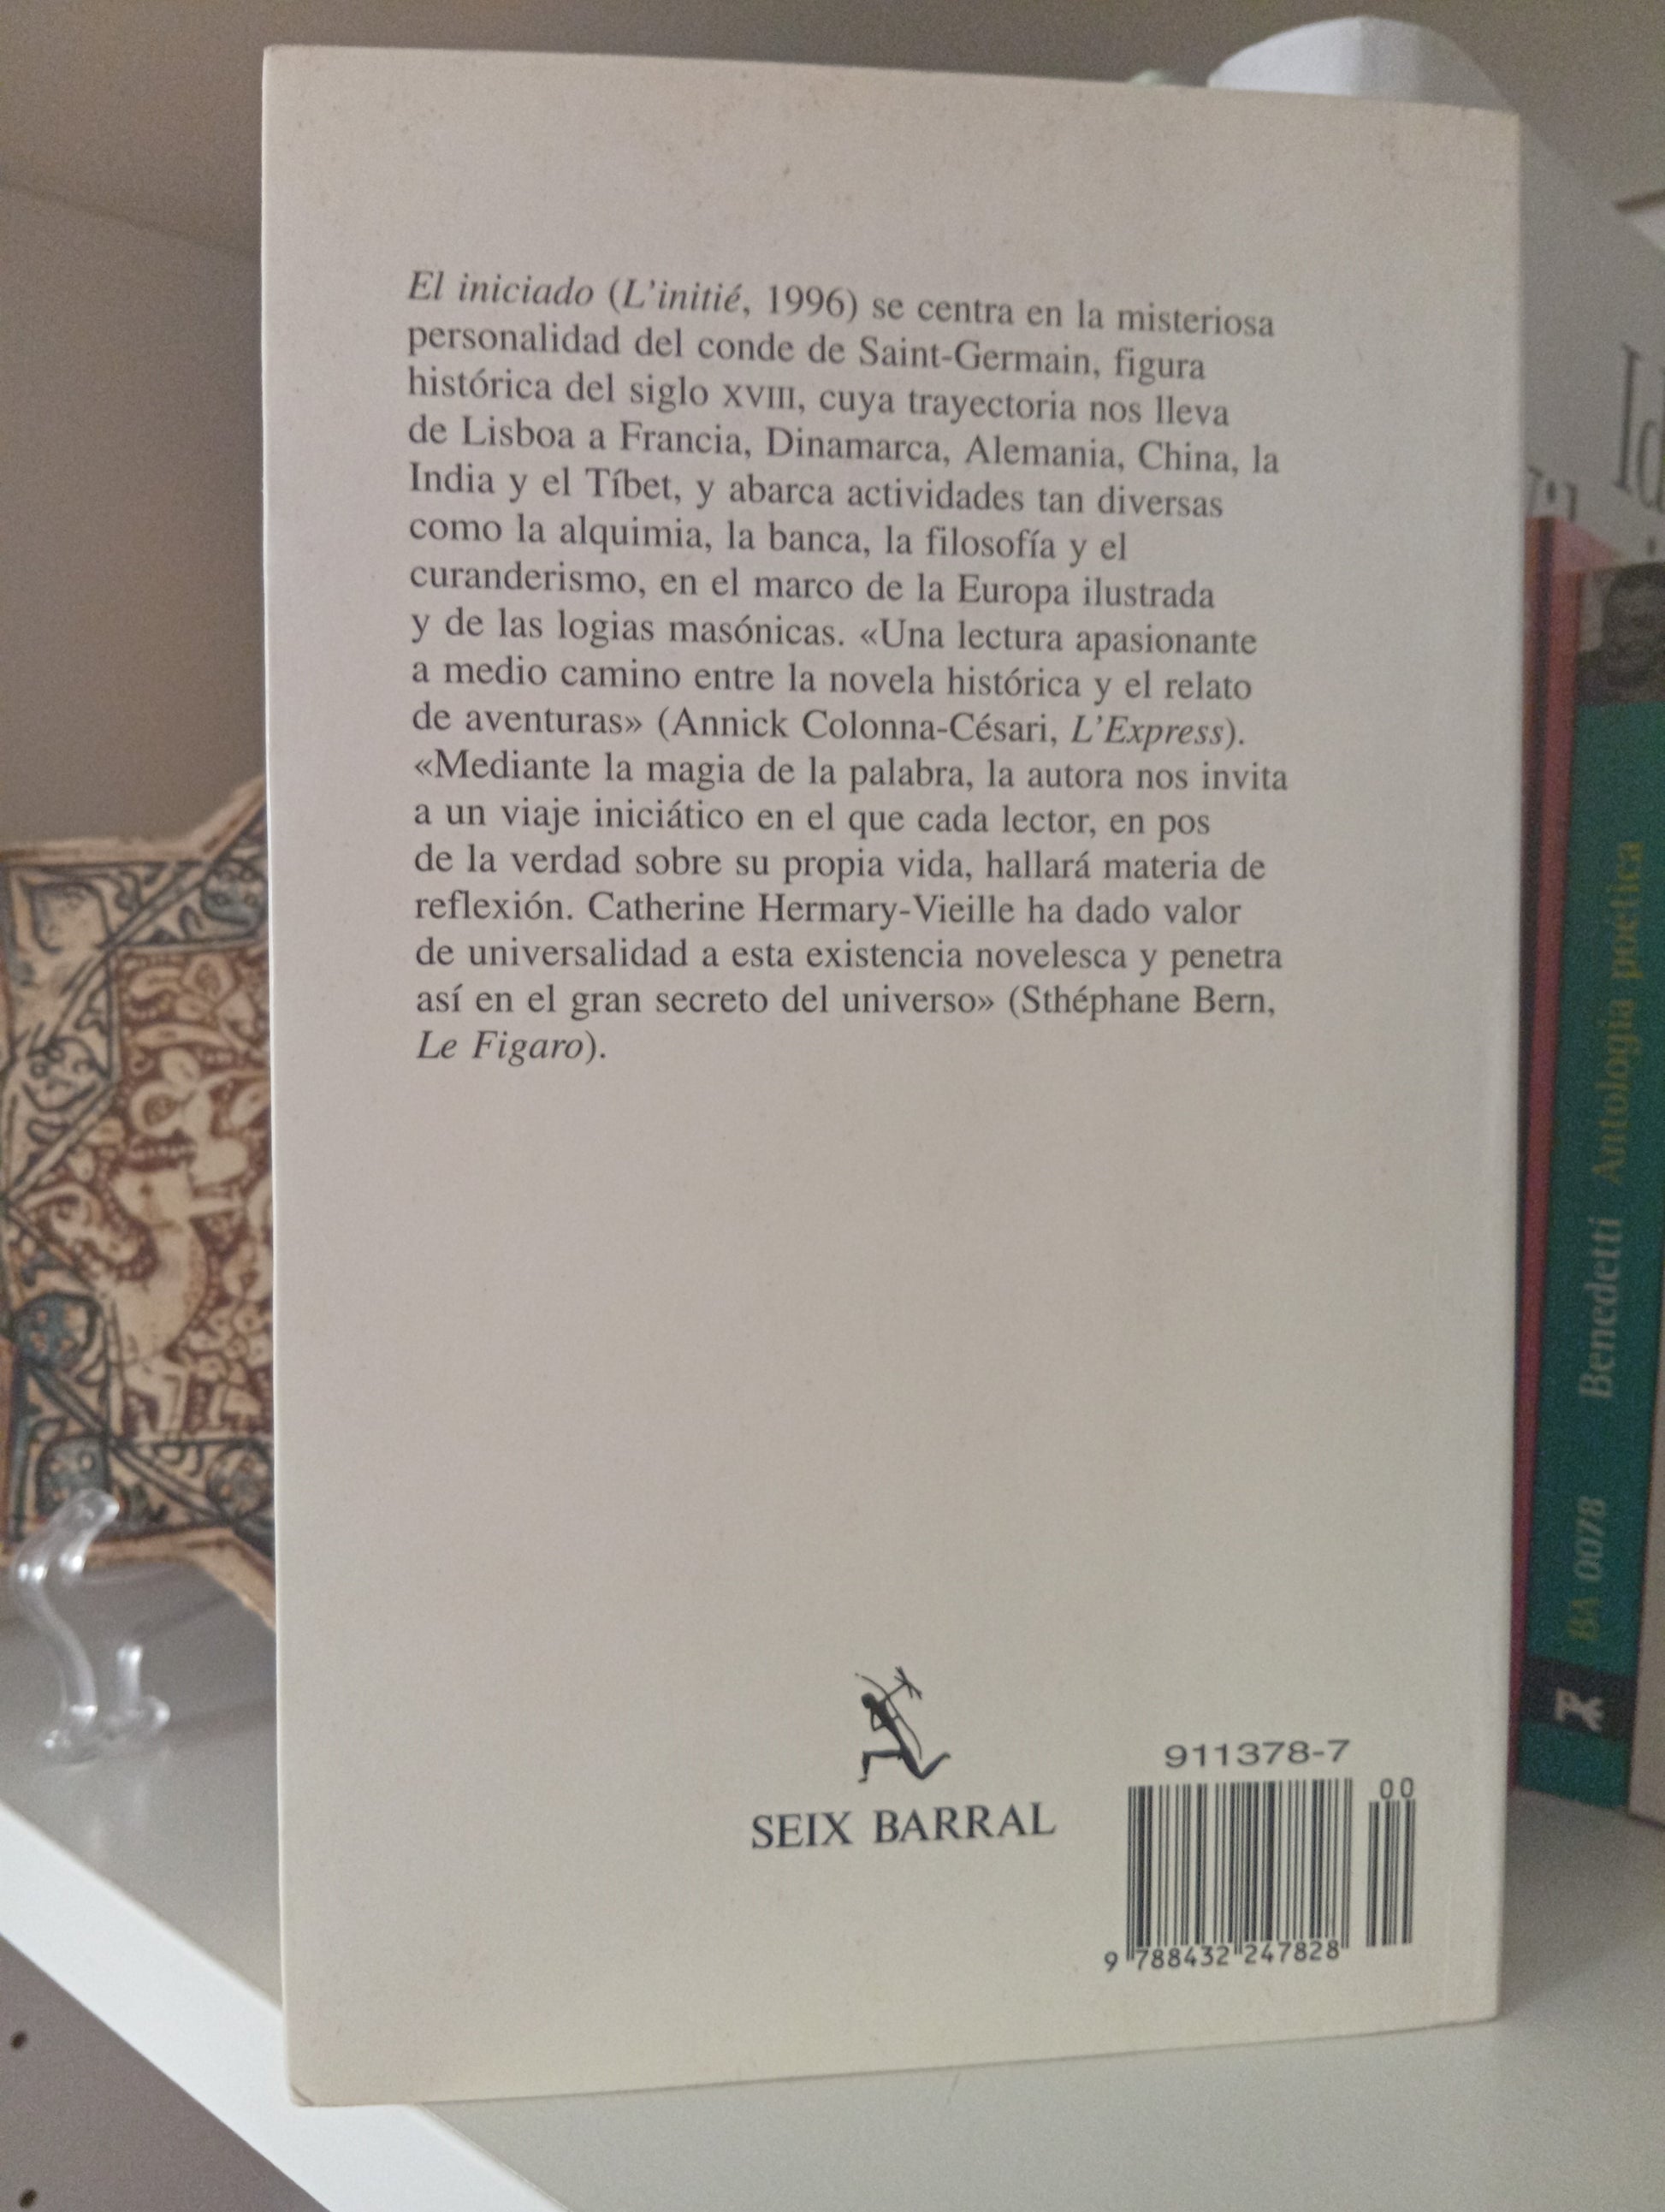 El iniciado (L'initié, 1996) se centra en la misteriosa
personalidad del conde de Saint-Germain, figura
histórica del siglo XVIII, cuya trayectoria nos lleva
de Lisboa a Francia, Dinamarca, Alemania, China, la
India y el Tíbet, y abarca actividades tan diversas
como la alquimia, la banca, la filosofía y el
curanderismo, en el marco de la Europa ilustrada
y de las logias masónicas. «Una lectura apasionante
a medio camino entre la novela histórica y el relato
de aventuras» (Annick Colonna-Césari, L'Express).
«Mediante la magia de la palabra, la autora nos invita
a un viaje iniciático en el que cada lector, en pos
de la verdad sobre su propia vida, hallará materia de
reflexión. Catherine Hermary-Vieille ha dado valor
de universalidad a esta existencia novelesca y penetra
así en el gran secreto del universo» (Sthéphane Bern,
Le Figaro).
SEIX BARRAL
911378-7
00
9 788432 247828
BA 0078 Benedetti Antología poética